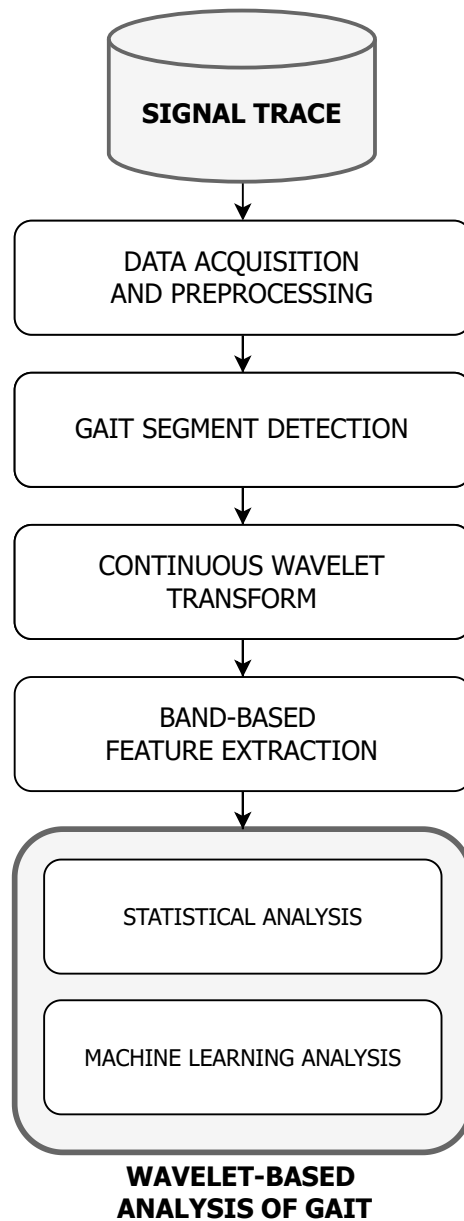 SIGNAL TRACE
DATA ACQUISITION
AND PREPROCESSING
GAIT SEGMENT DETECTION
CONTINUOUS WAVELET
TRANSFORM
BAND-BASED
FEATURE EXTRACTION
STATISTICAL ANALYSIS
MACHINE LEARNING ANALYSIS
WAVELET-BASED
ANALYSIS OF GAIT